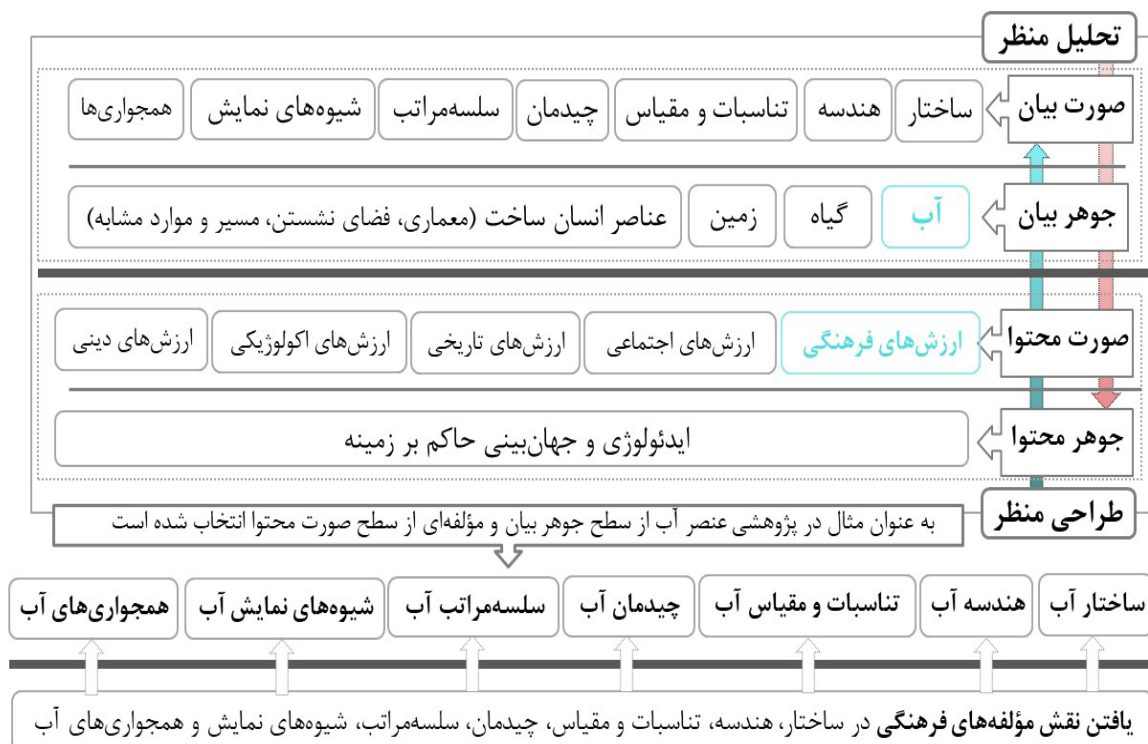 تحلیل منظر
صورت بیان
ساختار
هندسه
تناسبات و مقیاس
چیدمان
سلسه‌مراتب
شیوه‌های نمایش
همجواری‌ها
جوهر بیان
آب
گیاه
زمین
عناصر انسان ساخت (معماری، فضای نشستن، مسیر و موارد مشابه)
صورت محتوا
ارزش‌های فرهنگی
ارزش‌های اجتماعی
ارزش‌های تاریخی
ارزش‌های اکولوژیکی
ارزش‌های دینی
جوهر محتوا
ایدئولوژی و جهان‌بینی حاکم بر زمینه
طراحی منظر
به عنوان مثال در پژوهشی عنصر آب از سطح جوهر بیان و مؤلفه‌ای از سطح صورت محتوا انتخاب شده است
ساختار آب
هندسه آب
تناسبات و مقیاس آب
چیدمان آب
سلسه‌مراتب آب
شیوه‌های نمایش آب
همجواری‌های آب
یافتن نقش مؤلفه‌های فرهنگی در ساختار، هندسه، تناسبات و مقیاس، چیدمان، سلسه‌مراتب، شیوه‌های نمایش و همجواری‌های آب